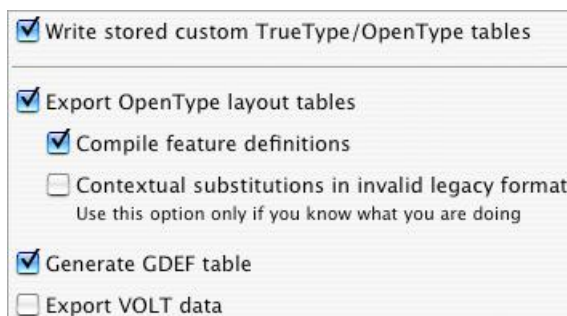 Write stored custom TrueType/OpenType tables
Export OpenType layout tables
Compile feature definitions
Contextual substitutions in invalid legacy format
Use this option only if you know what you are doing
Generate GDEF table
Export VOLT data